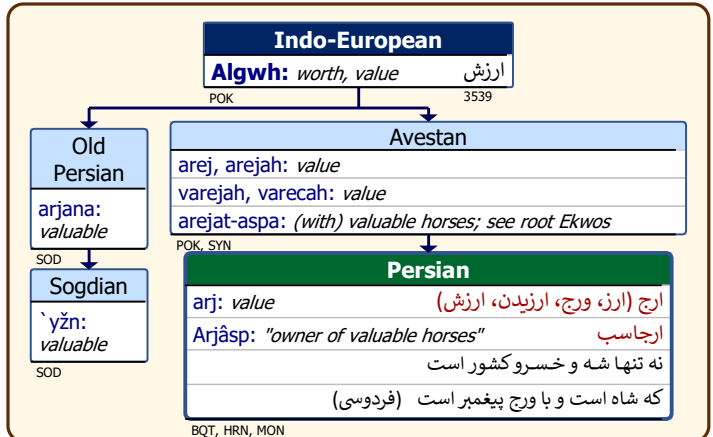 Indo-European
Algwh: worth, value ارزش
POK 3539
Old Persian
arjana: valuable
SOD
Sogdian
`yžn: valuable
SOD
Avestan
arej, arejah: value
varejah, varecah: value
arejat-aspa: (with) valuable horses; see root Ekwos
POK, SYN
Persian
arj: value ارج (ارز، ورج، ارزیدن، ارزش)
Arjâsp: "owner of valuable horses" ارجاسب
نه تنها شه و خسرو کشور است
که شاه است و با ورج پیغمبر است (فردوسی)
BQT, HRN, MON